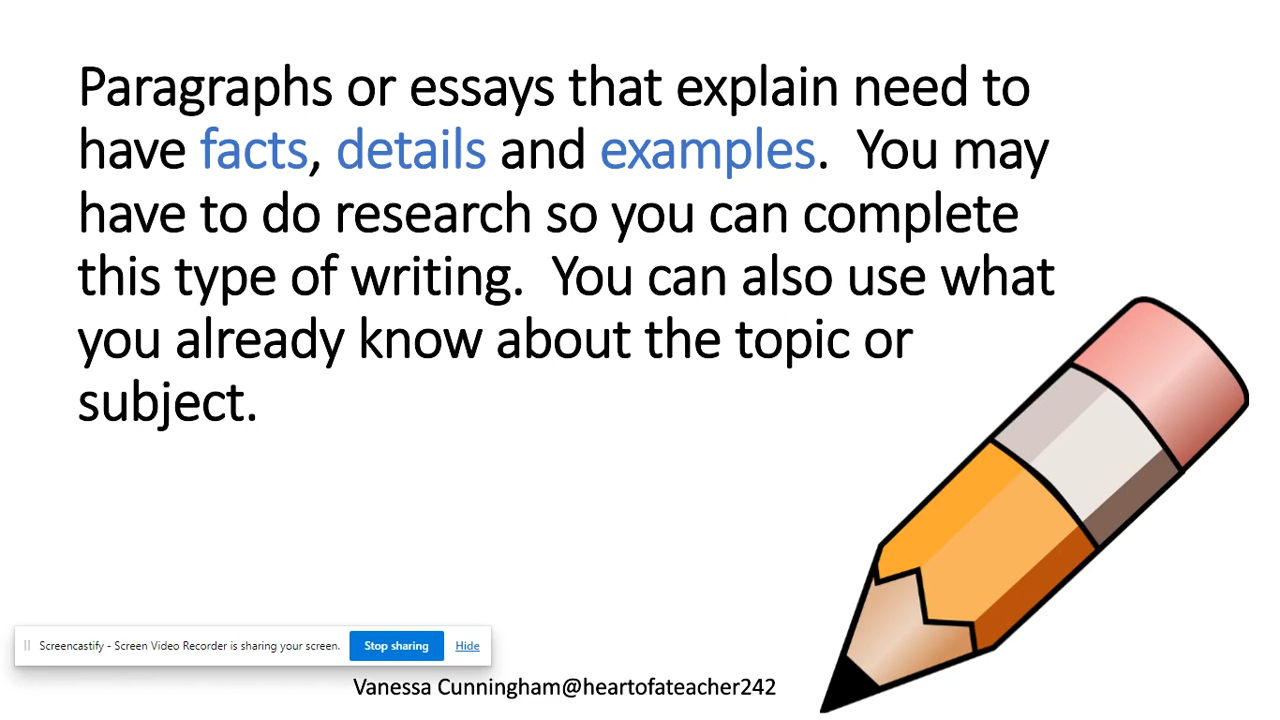 Paragraphs or essays that explain need to
have facts, details and examples.  You may
have to do research so you can complete
this type of writing.  You can also use what
you already know about the topic or
subject.
Screencastify - Screen Video Recorder is sharing your screen.
Stop sharing
Hide
Vanessa Cunningham@heartofateacher242